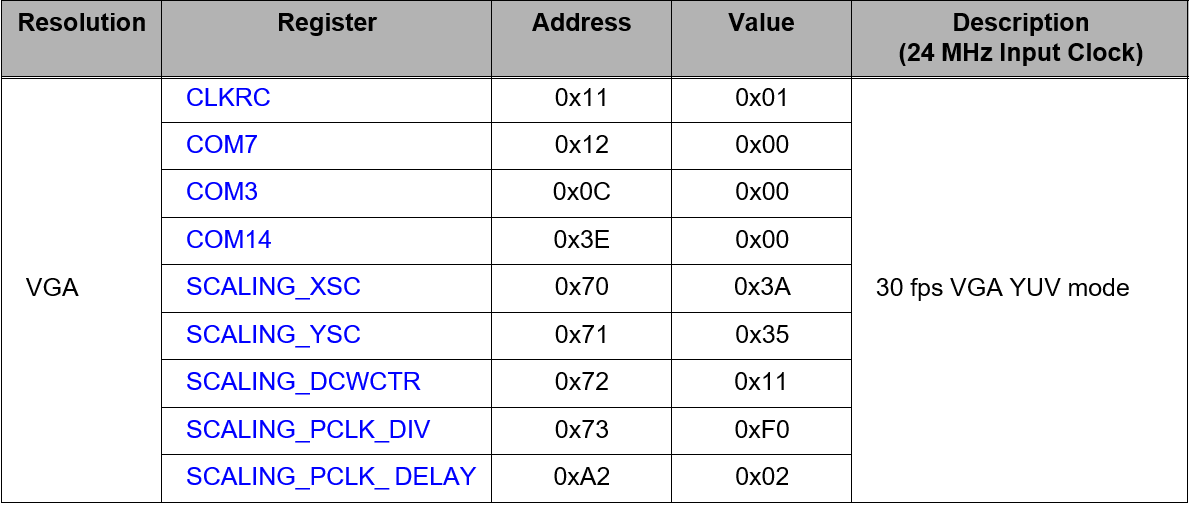 Resolution Register Address Value Description
(24 MHz Input Clock)
CLKRC 0x11 0x01
COM7 0x12 0x00
COM3 0x0C 0x00
COM14 0x3E 0x00
VGA SCALING_XSC 0x70 0x3A 30 fps VGA YUV mode
SCALING_YSC 0x71 0x35
SCALING_DCWCTR 0x72 0x11
SCALING_PCLK_DIV 0x73 0xF0
SCALING_PCLK_ DELAY 0xA2 0x02